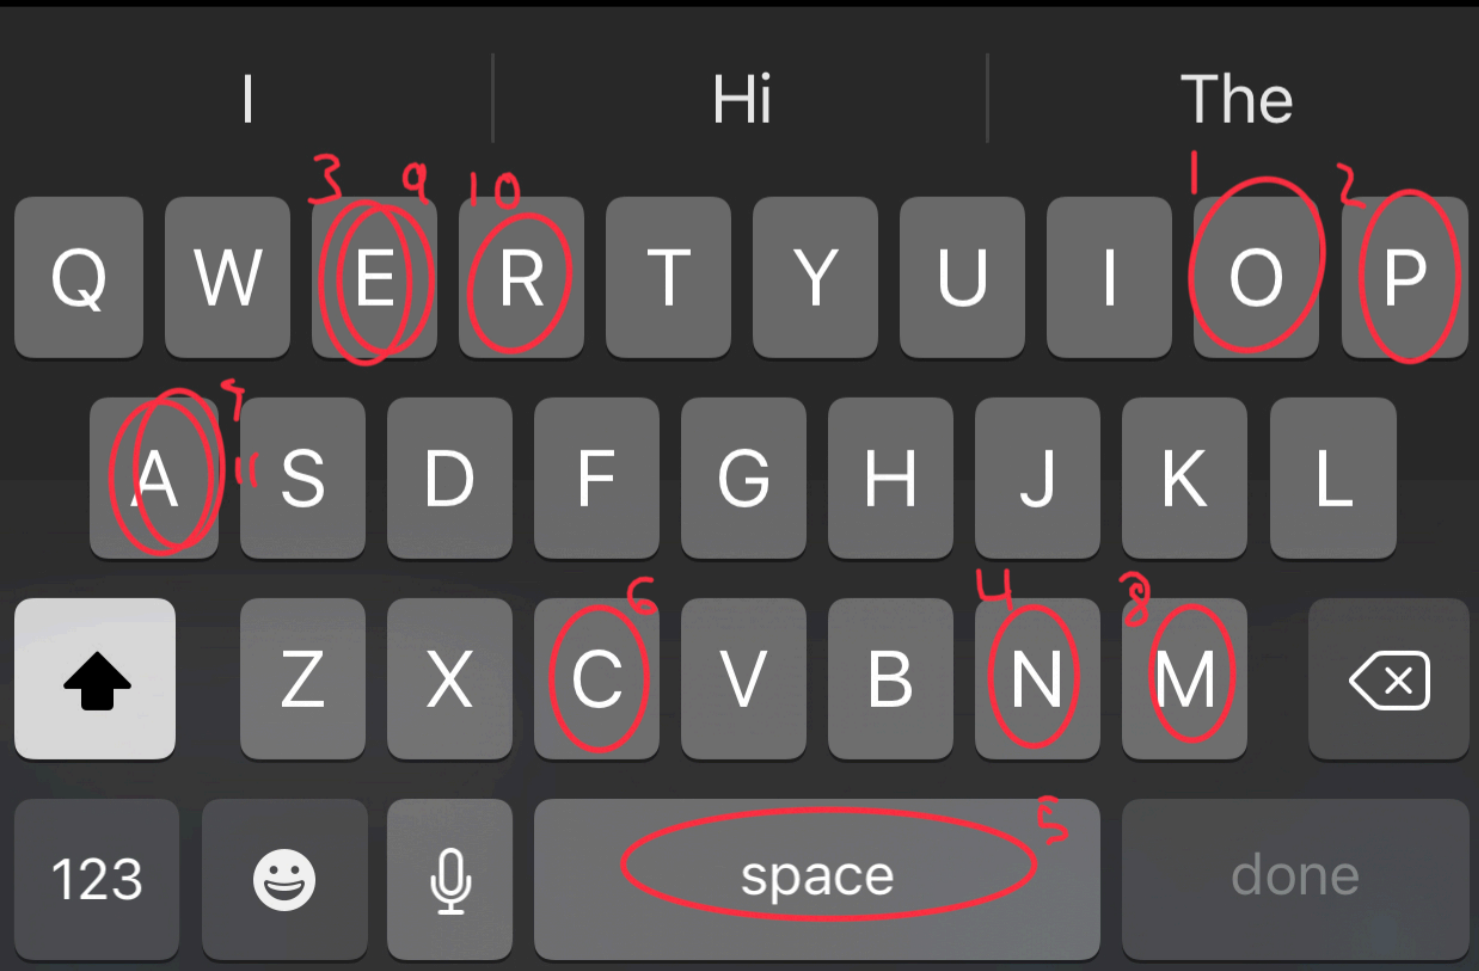 I Hi The
3 9 10 1 2
Q W E R T Y U I O P
7
A 11 S D F G H J K L
6 4 8
Z X C V B N M
5
123 space done